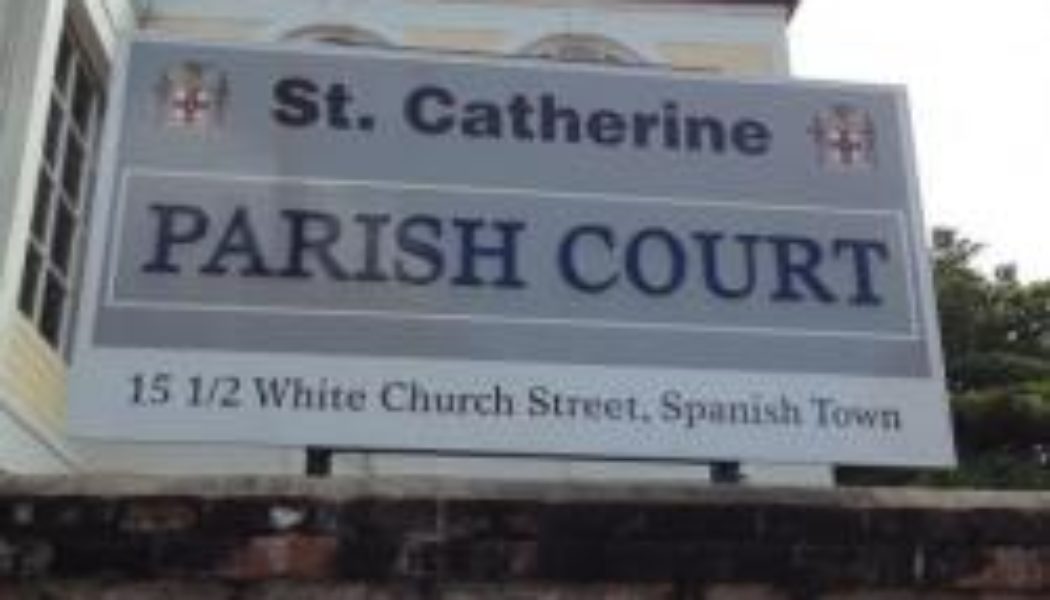 St. Catherine
PARISH COURT
15 1/2 White Church Street, Spanish Town